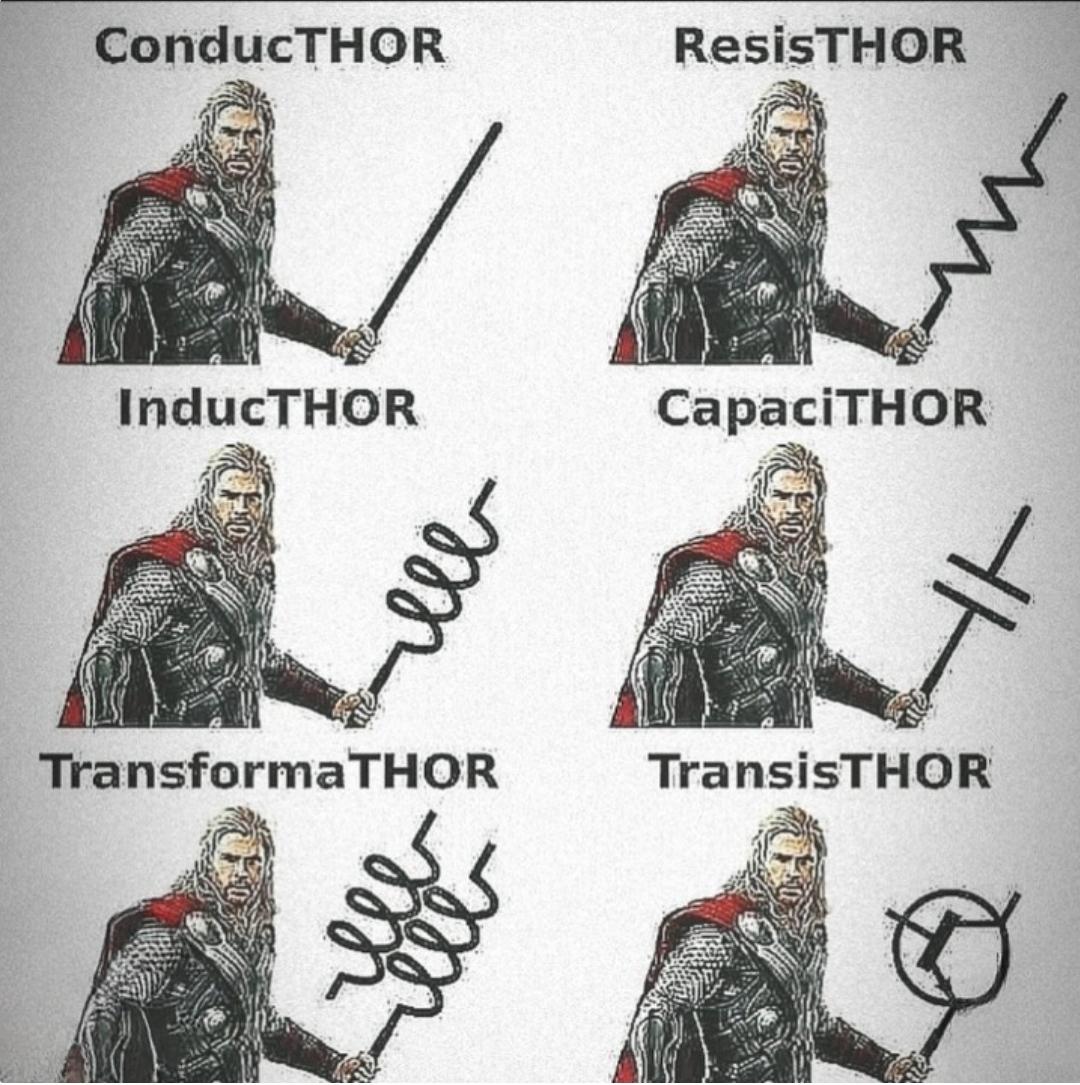 ConducTHOR
ResisTHOR
InducTHOR
CapaciTHOR
TransformaTHOR
TransisTHOR